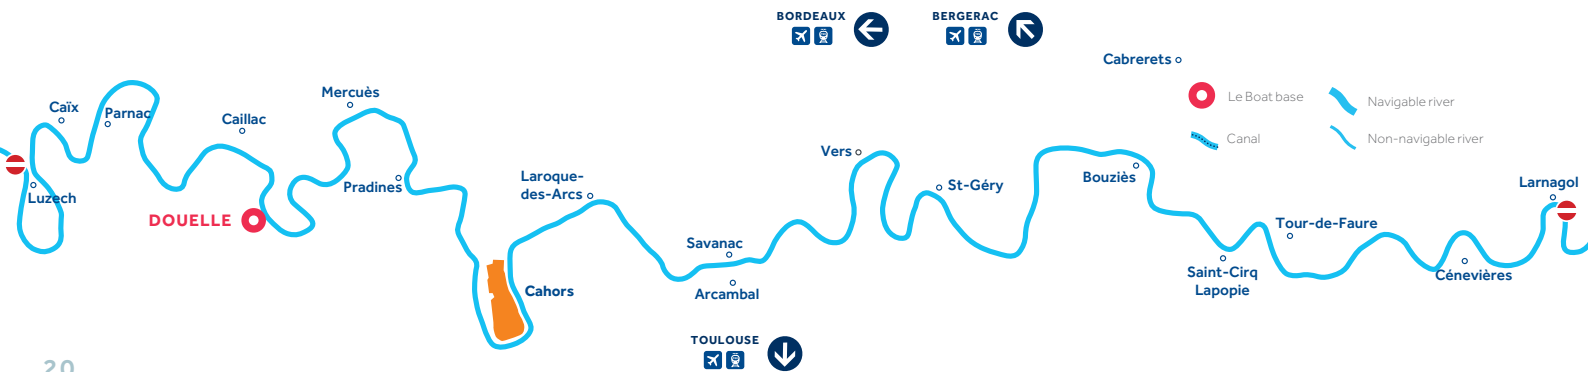 BORDEAUX
BERGERAC
Cabrerets
Le Boat base
Navigable river
Canal
Non-navigable river
Caïx
Parnac
Caillac
Mercuès
Luzech
DOUELLE
Pradines
Laroque-
des-Arcs
Cahors
Savanac
Arcambal
Vers
St-Géry
Bouziès
Larnagol
Tour-de-Faure
Saint-Cirq
Lapopie
Cénevières
TOULOUSE
20